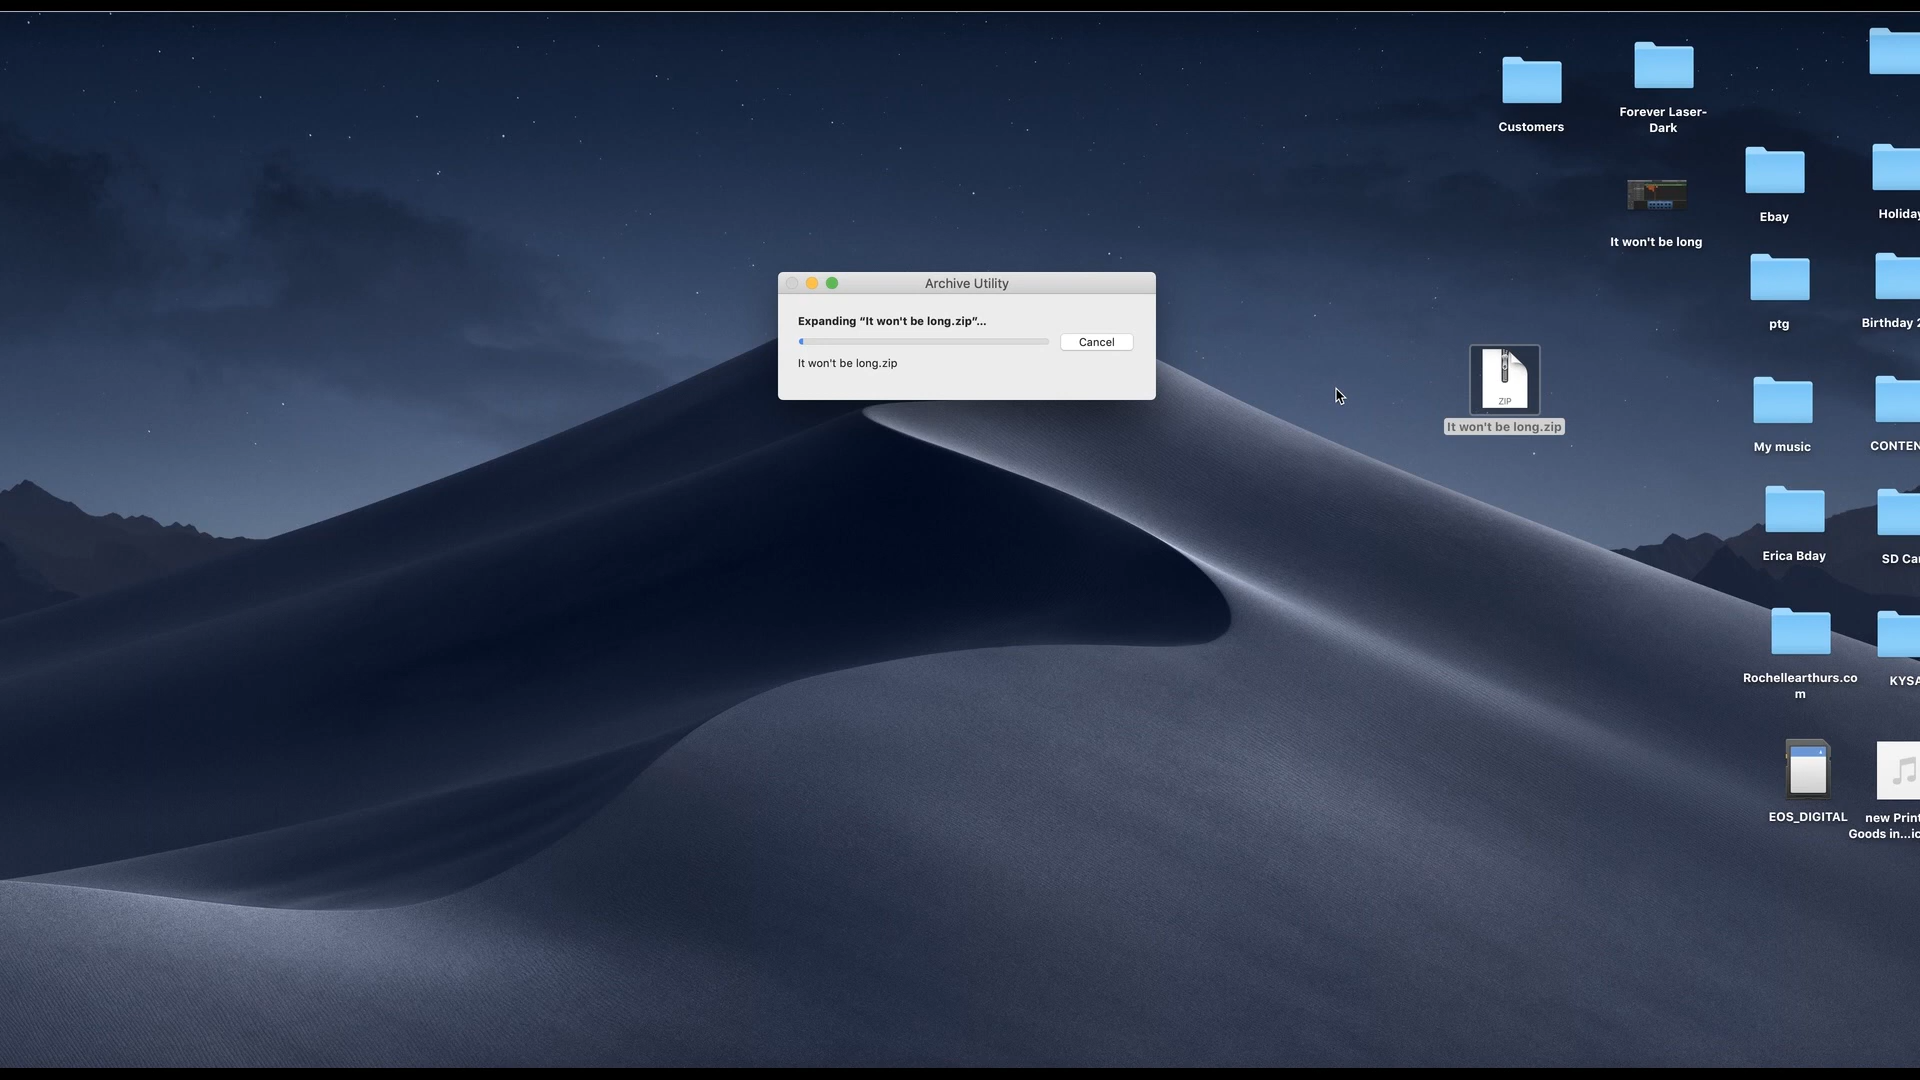 Archive Utility
Expanding “It won't be long.zip”...
Cancel
It won't be long.zip
Customers
Forever Laser-
Dark
It won't be long
Ebay
Holiday
ptg
Birthday 2
ZIP
It won't be long.zip
My music
CONTEN
Erica Bday
SD Ca
Rochellearthurs.co
m
KYSA
EOS_DIGITAL
new Print
Goods in...ic